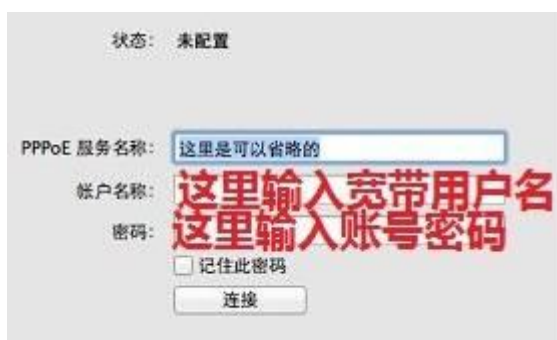 状态: 未配置
PPPoE 服务名称: 这里是可以省略的
帐户名称: 这里输入宽带用户名
密码: 这里输入账号密码
记住此密码
连接